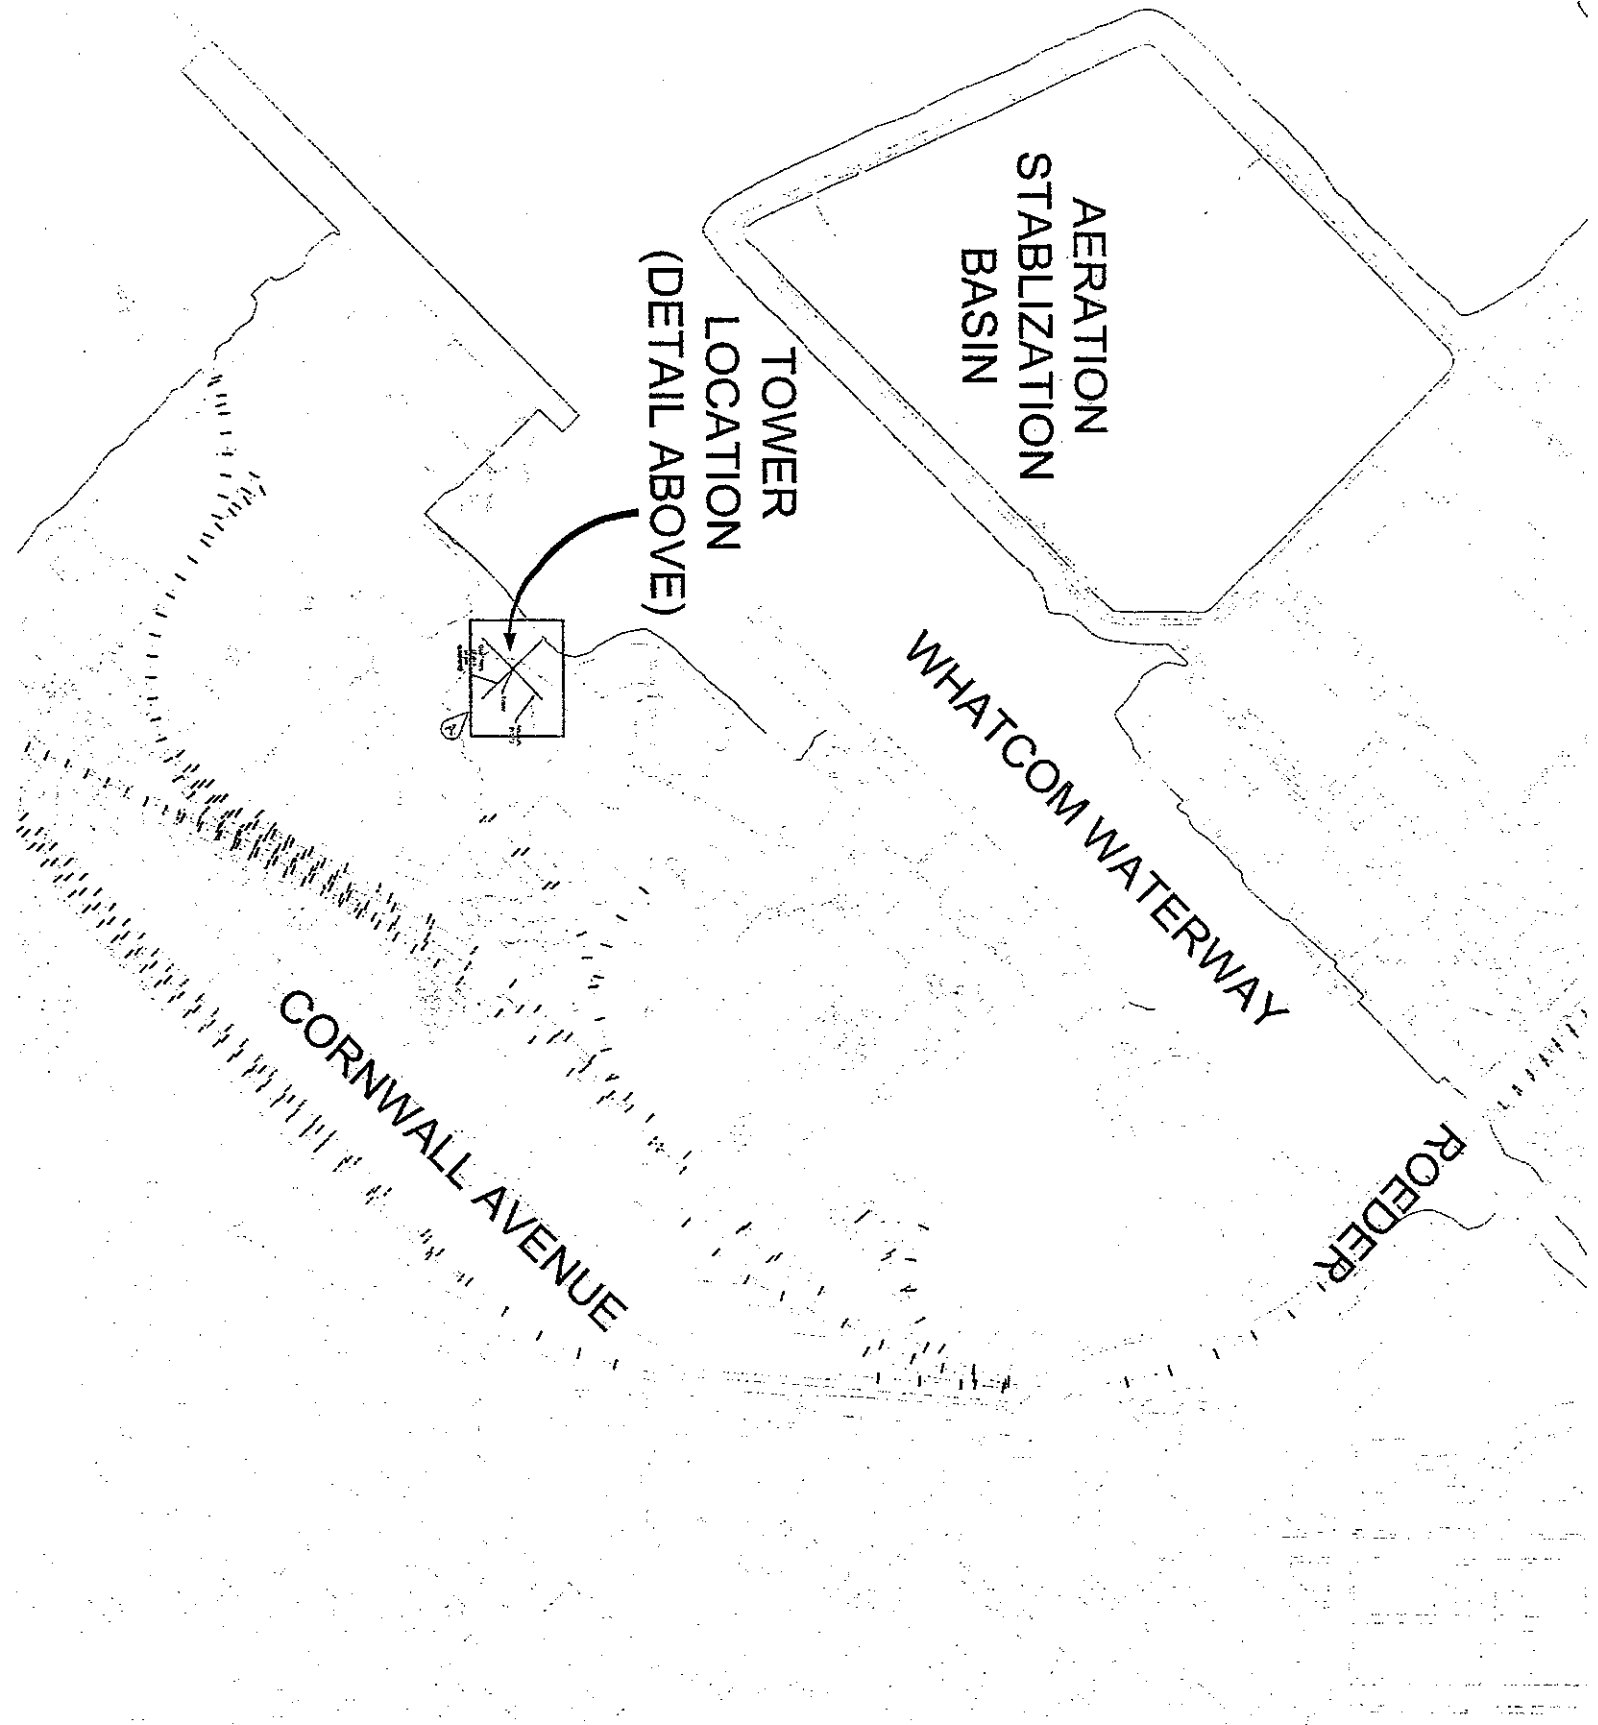 AERATION
STABLIZATION
BASIN
TOWER
LOCATION
(DETAIL ABOVE)
WHATCOM WATERWAY
ROEDER
CORNWALL AVENUE